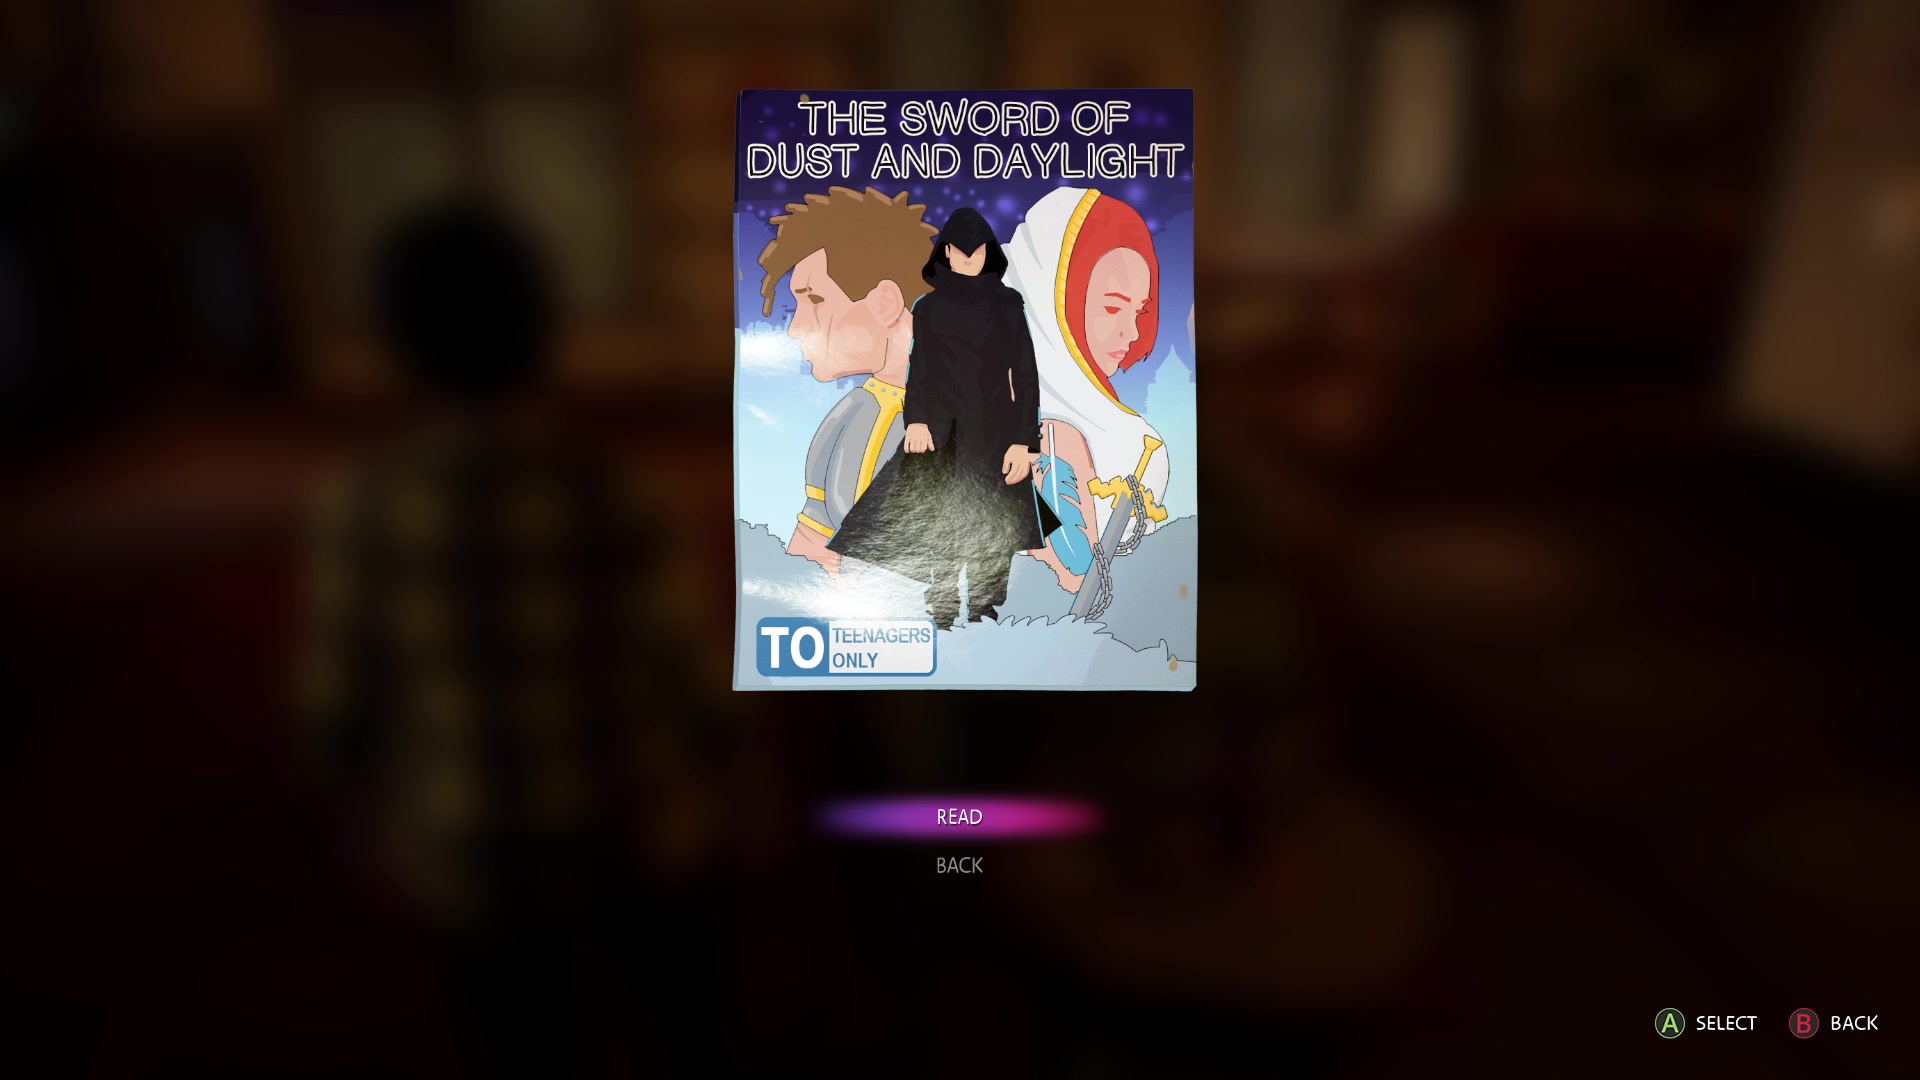 THE SWORD OF
DUST AND DAYLIGHT
TO TEENAGERS
ONLY
READ
BACK
A SELECT B BACK